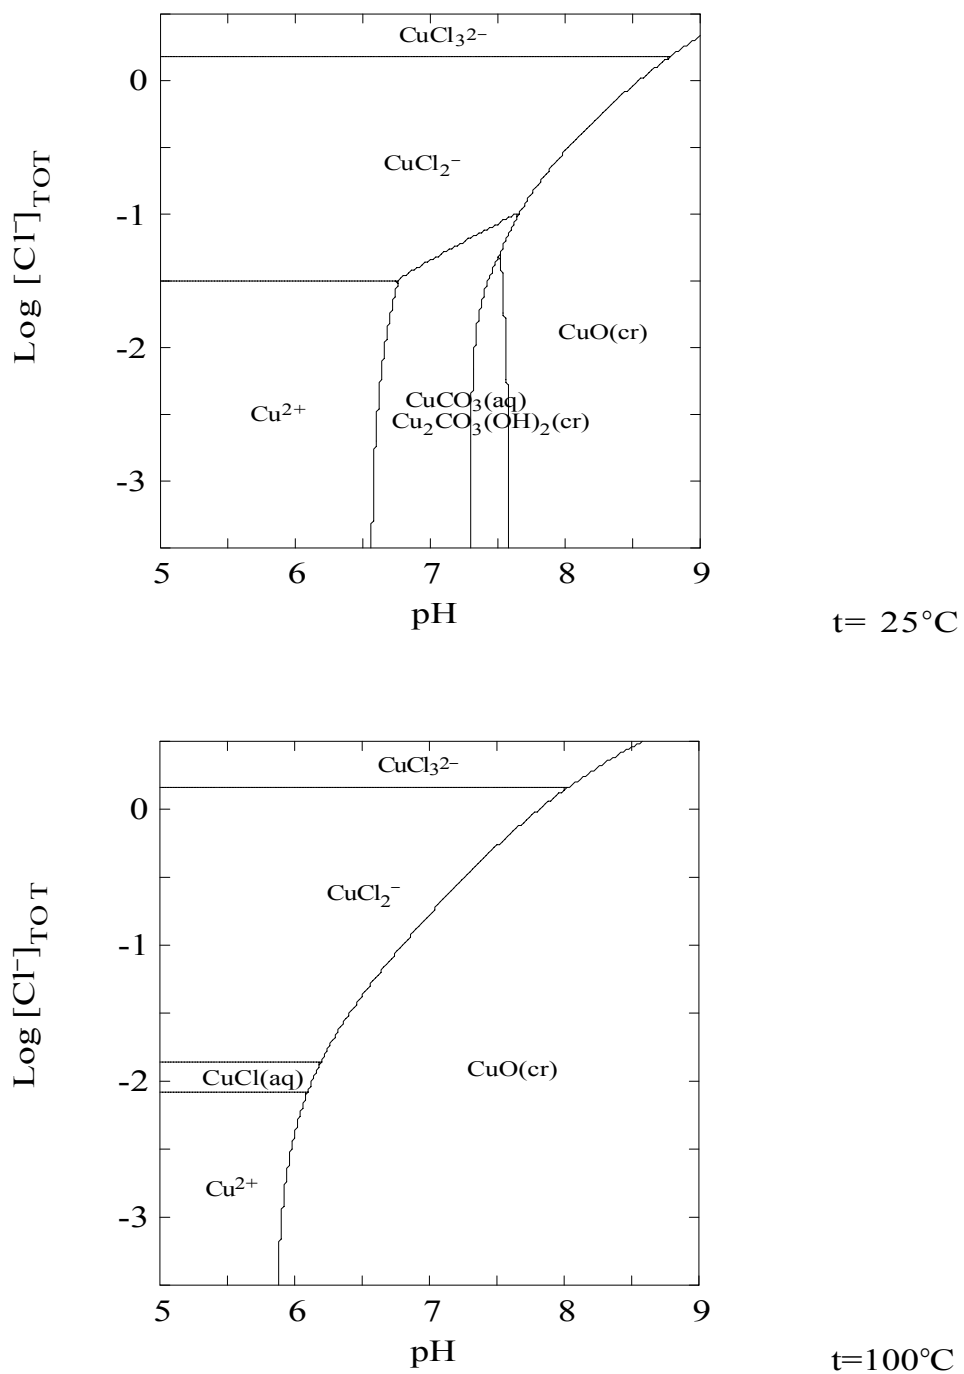 CuCl₃²⁻
0
CuCl₂⁻
-1
Log [Cl⁻]TOT
CuO(cr)
-2
CuCO₃(aq)
Cu²⁺
Cu₂CO₃(OH)₂(cr)
-3
5 6 7 8 9
pH
t= 25°C
CuCl₃²⁻
0
CuCl₂⁻
-1
Log [Cl⁻]TOT
CuO(cr)
-2
CuCl(aq)
Cu²⁺
-3
5 6 7 8 9
pH
t=100°C